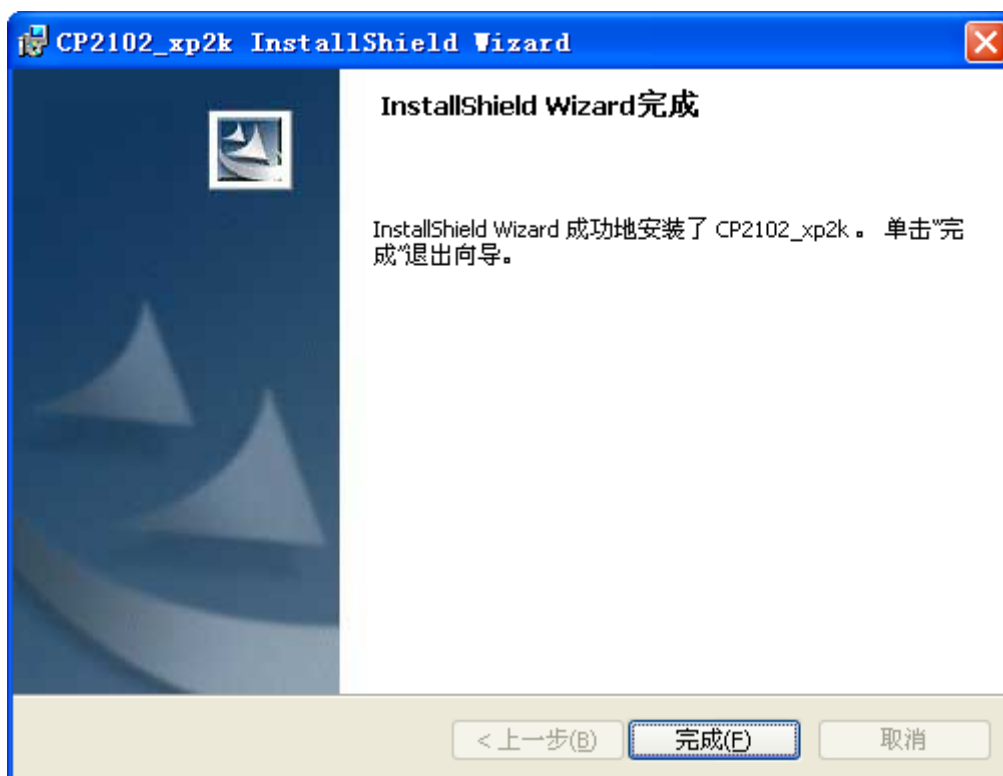 CP2102_xp2k InstallShield Wizard
InstallShield Wizard完成
InstallShield Wizard 成功地安装了 CP2102_xp2k 。 单击“完
成”退出向导。
< 上一步(B)
完成(F)
取消